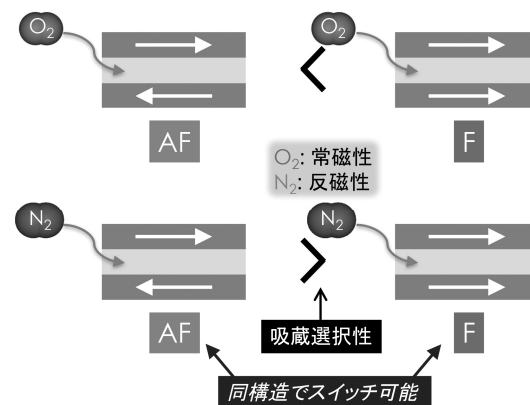 O₂ O₂
<
AF F
O₂: 常磁性
N₂: 反磁性
N₂ N₂
>
AF 吸蔵選択性 F
同構造でスイッチ可能